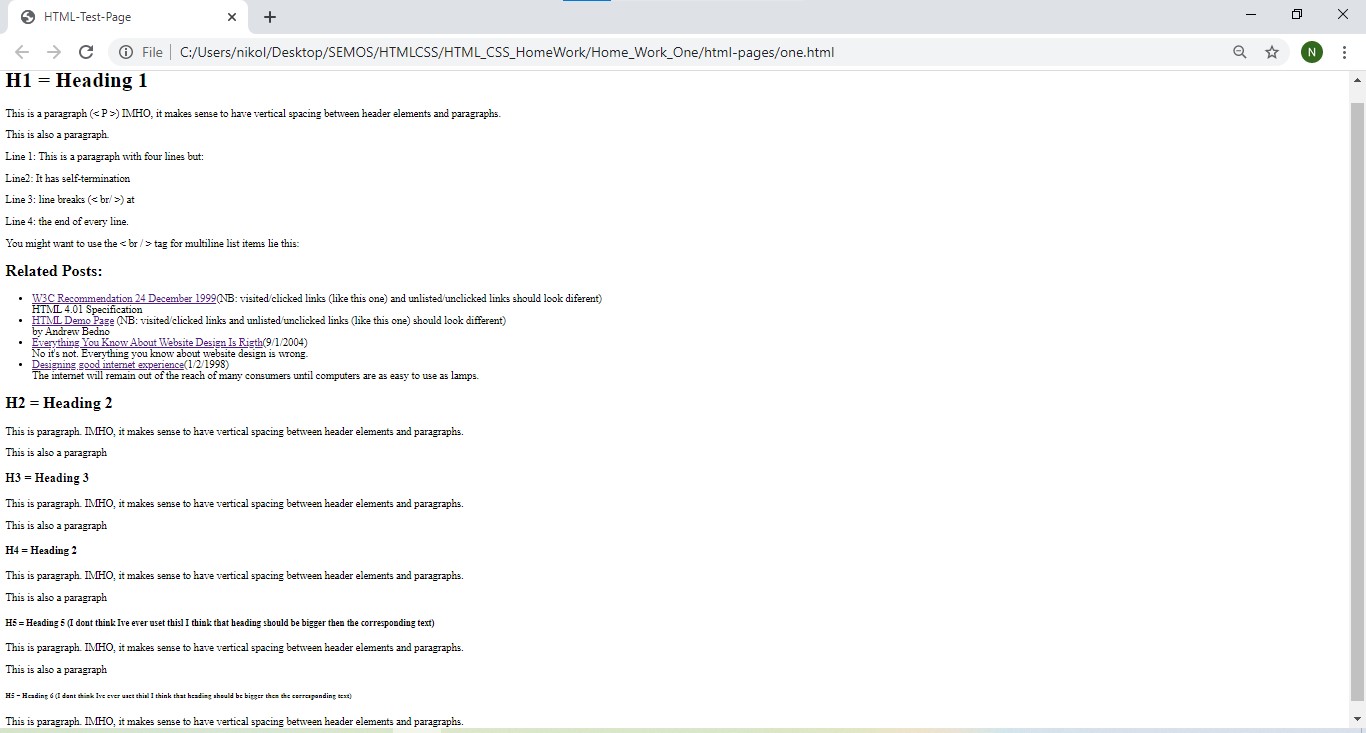 HTML-Test-Page
File
C:/Users/nikol/Desktop/SEMOS/HTMLCSS/HTML_CSS_HomeWork/Home_Work_One/html-pages/one.html
N
H1 = Heading 1
This is a paragraph (< P >) IMHO, it makes sense to have vertical spacing between header elements and paragraphs.
This is also a paragraph.
Line 1: This is a paragraph with four lines but:
Line2: It has self-termination
Line 3: line breaks (< br/ >) at
Line 4: the end of every line.
You might want to use the < br / > tag for multiline list items lie this:
Related Posts:
• W3C Recommendation 24 December 1999(NB: visited/clicked links (like this one) and unlisted/unclicked links should look diferent)
HTML 4.01 Specification
• HTML Demo Page (NB: visited/clicked links and unlisted/unclicked links (like this one) should look different)
by Andrew Bedno
• Everything You Know About Website Design Is Rigth(9/1/2004)
No it's not. Everything you know about website design is wrong.
• Designing good internet experience(1/2/1998)
The internet will remain out of the reach of many consumers until computers are as easy to use as lamps.
H2 = Heading 2
This is paragraph. IMHO, it makes sense to have vertical spacing between header elements and paragraphs.
This is also a paragraph
H3 = Heading 3
This is paragraph. IMHO, it makes sense to have vertical spacing between header elements and paragraphs.
This is also a paragraph
H4 = Heading 2
This is paragraph. IMHO, it makes sense to have vertical spacing between header elements and paragraphs.
This is also a paragraph
H5 = Heading 5 (I dont think Ive ever uset thisl I think that heading should be bigger then the corresponding text)
This is paragraph. IMHO, it makes sense to have vertical spacing between header elements and paragraphs.
This is also a paragraph
H5 = Heading 6 (I dont think Ive ever uset thisl I think that heading should be bigger then the corresponding text)
This is paragraph. IMHO, it makes sense to have vertical spacing between header elements and paragraphs.